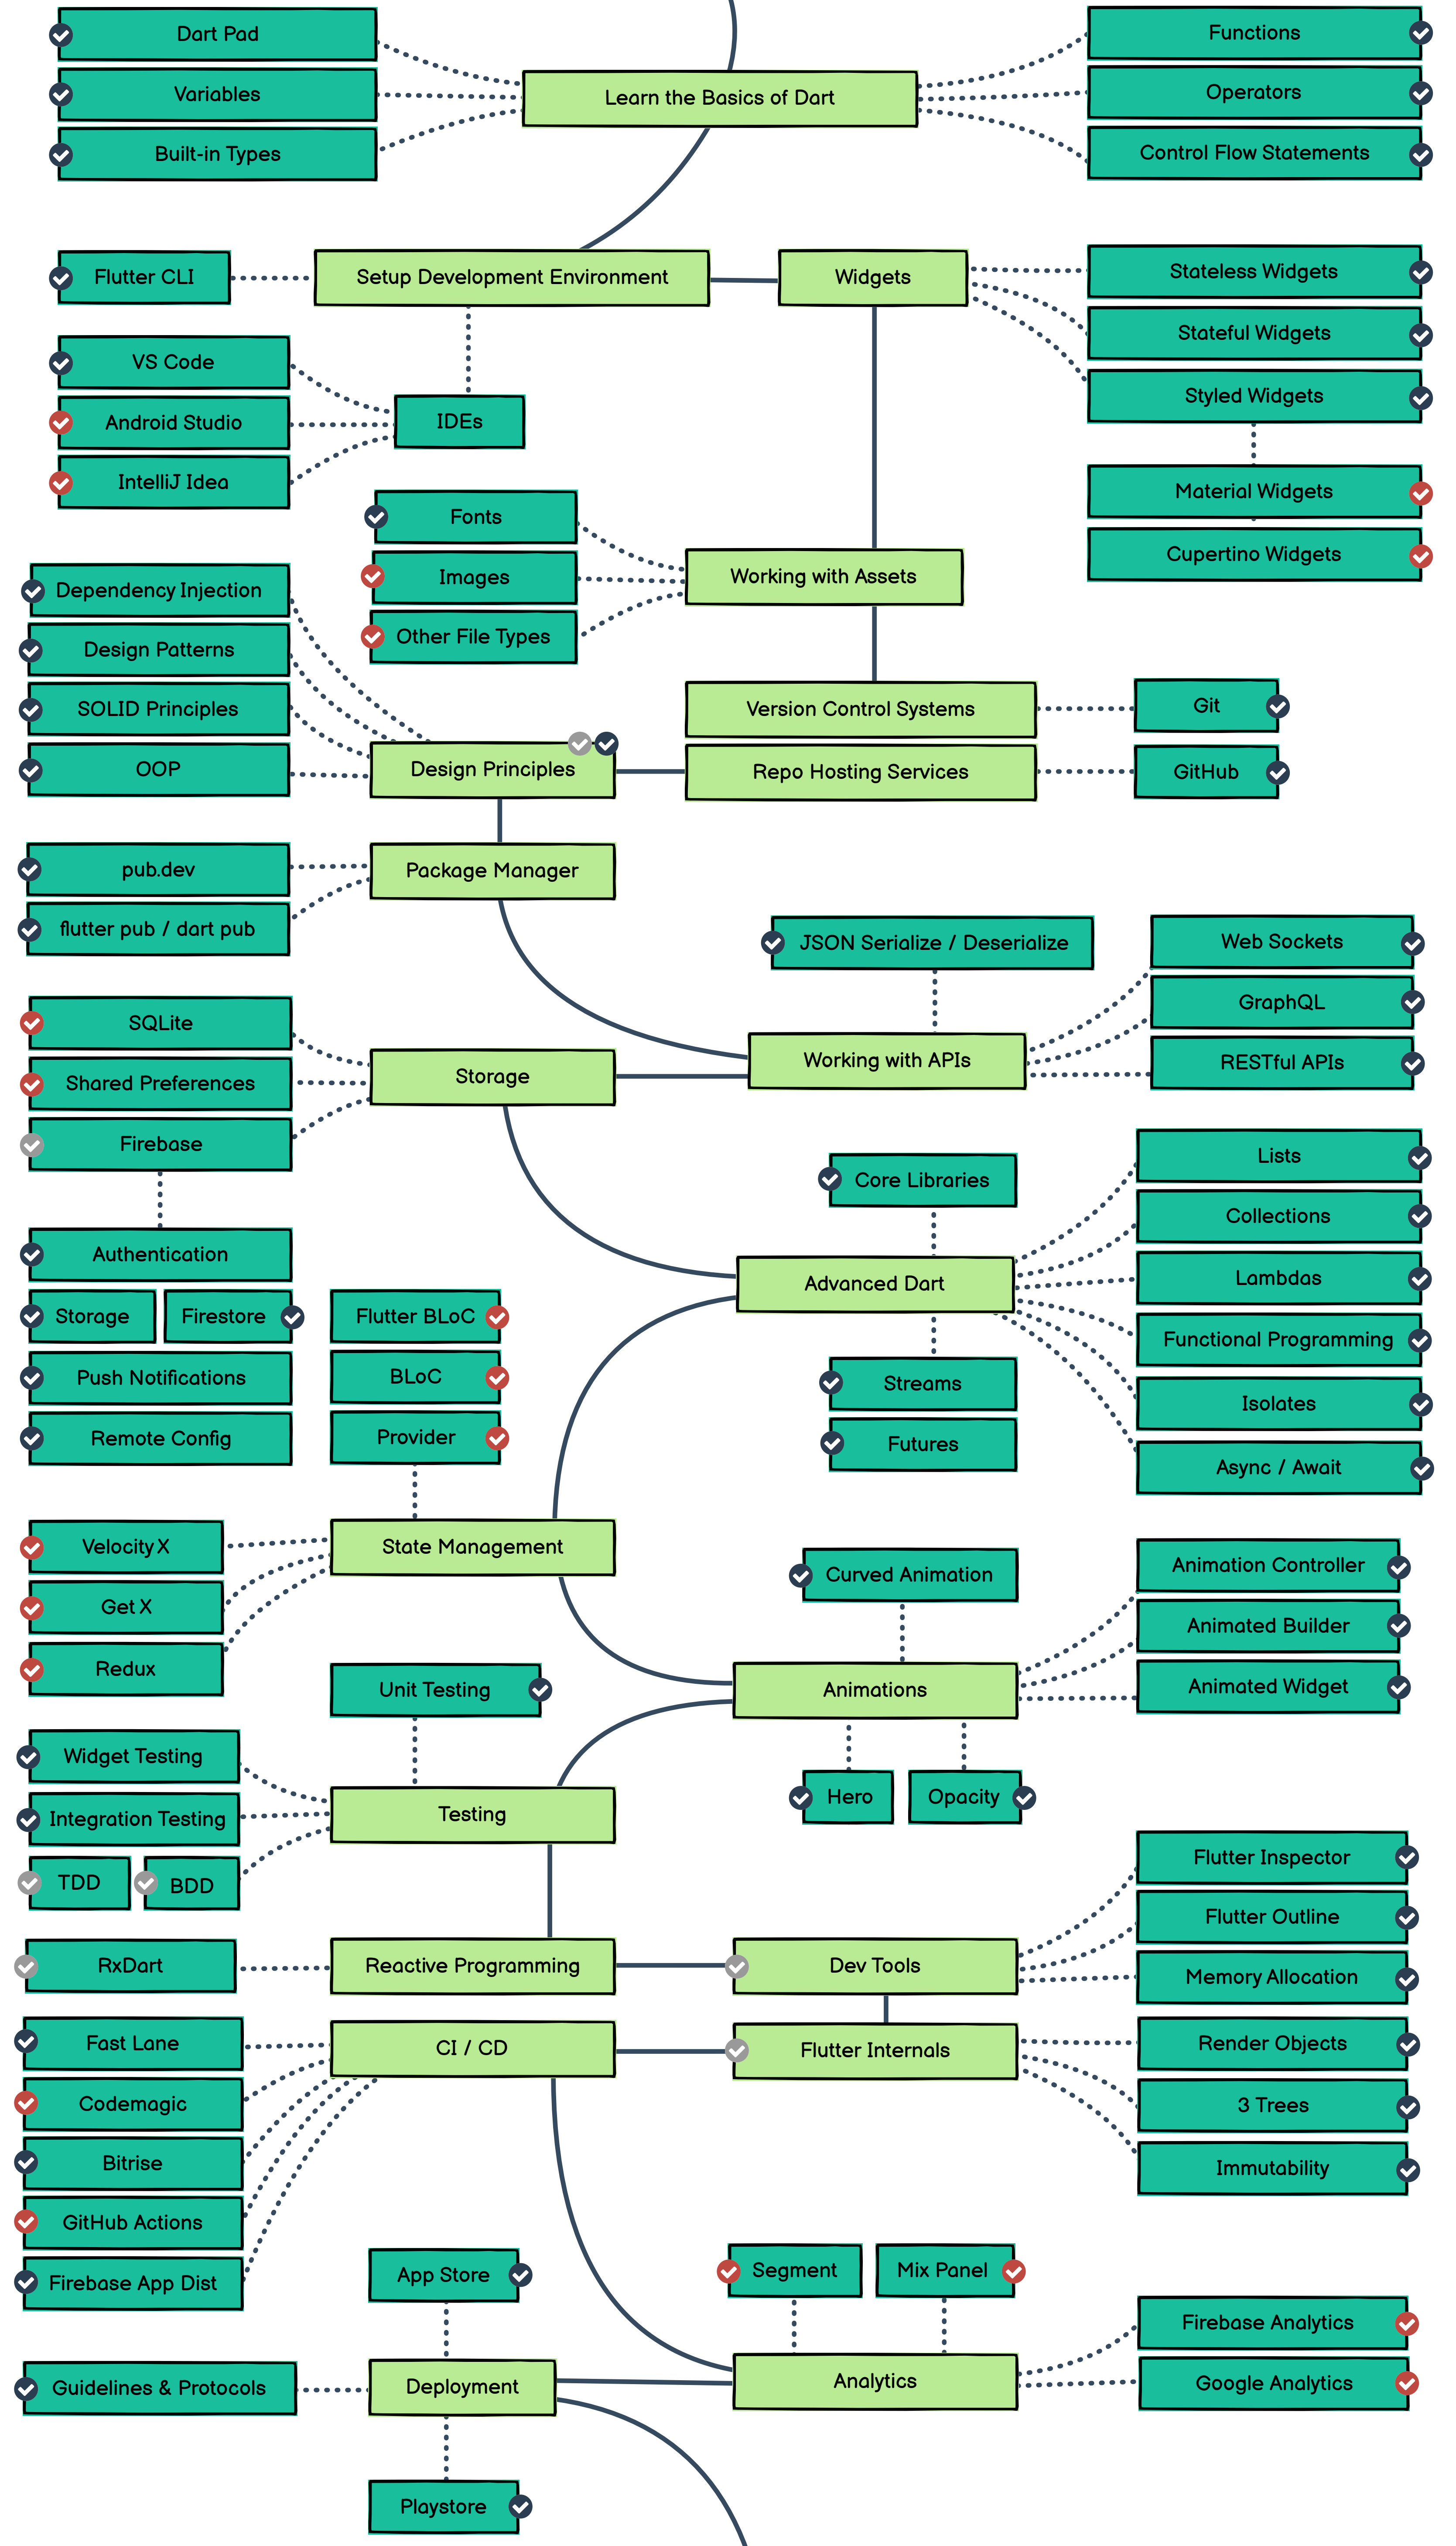 Dart Pad
Variables
Built-in Types
Learn the Basics of Dart
Functions
Operators
Control Flow Statements
Flutter CLI
Setup Development Environment
Widgets
Stateless Widgets
Stateful Widgets
Styled Widgets
Material Widgets
Cupertino Widgets
VS Code
Android Studio
IntelliJ Idea
IDEs
Fonts
Images
Other File Types
Working with Assets
Dependency Injection
Design Patterns
SOLID Principles
OOP
Design Principles
Version Control Systems
Repo Hosting Services
Git
GitHub
pub.dev
flutter pub / dart pub
Package Manager
JSON Serialize / Deserialize
Web Sockets
GraphQL
RESTful APIs
Working with APIs
SQLite
Shared Preferences
Firebase
Storage
Authentication
Storage
Firestore
Push Notifications
Remote Config
Core Libraries
Advanced Dart
Streams
Futures
Lists
Collections
Lambdas
Functional Programming
Isolates
Async / Await
Flutter BLoC
BLoC
Provider
State Management
VelocityX
GetX
Redux
Curved Animation
Animations
Hero
Opacity
Animation Controller
Animated Builder
Animated Widget
Unit Testing
Widget Testing
Integration Testing
TDD
BDD
Testing
RxDart
Reactive Programming
Dev Tools
Flutter Inspector
Flutter Outline
Memory Allocation
Fast Lane
Codemagic
Bitrise
GitHub Actions
Firebase App Dist
CI / CD
Flutter Internals
Render Objects
3 Trees
Immutability
App Store
Guidelines & Protocols
Deployment
Playstore
Segment
Mix Panel
Analytics
Firebase Analytics
Google Analytics